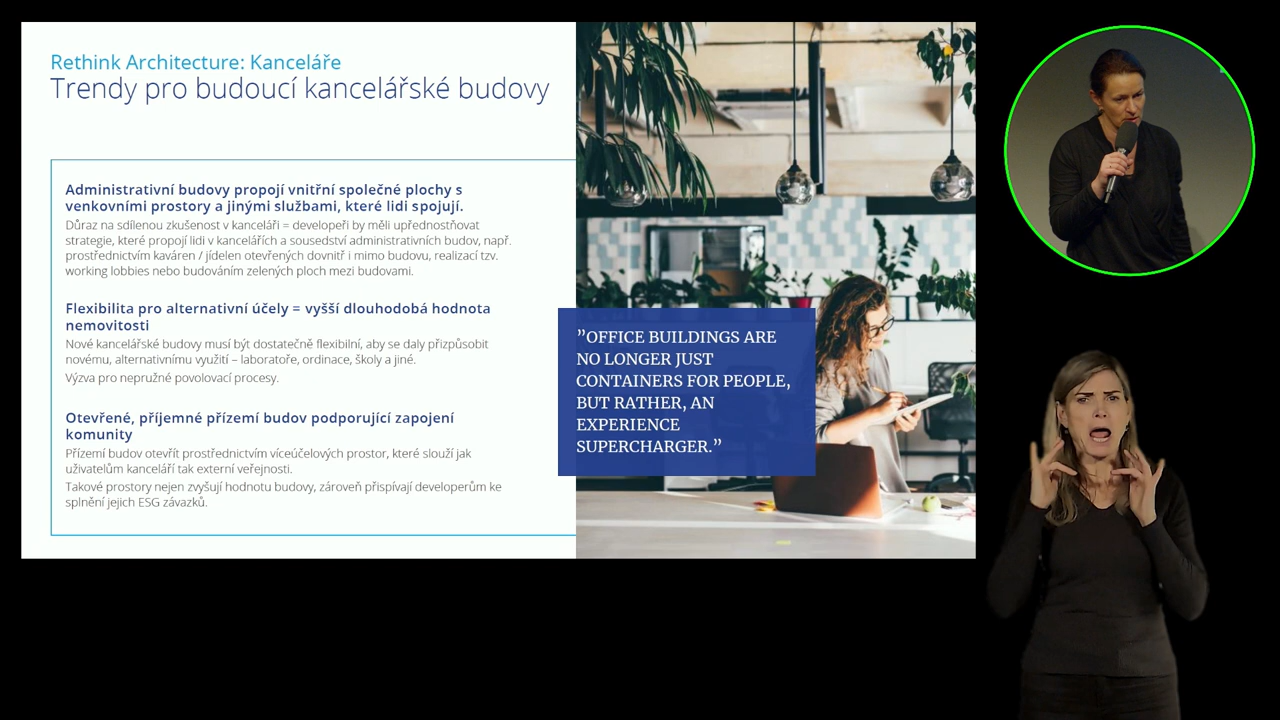 Rethink Architecture: Kanceláře
Trendy pro budoucí kancelářské budovy
Administrativní budovy propojí vnitřní společné plochy s
venkovními prostory a jinými službami, které lidi spojují.
Důraz na sdílenou zkušenost v kanceláři = developeři by měli upřednostňovat
strategie, které propojí lidi v kancelářích a sousedství administrativních budov, např.
prostřednictvím kaváren / jídelen otevřených dovnitř i mimo budovu, realizací tzv.
working lobbies nebo budováním zelených ploch mezi budovami.
Flexibilita pro alternativní účely = vyšší dlouhodobá hodnota
nemovitosti
Nové kancelářské budovy musí být dostatečně flexibilní, aby se daly přizpůsobit
novému, alternativnímu využití – laboratoře, ordinace, školy a jiné.
Výzva pro nepružné povolovací procesy.
Otevřené, příjemné přízemí budov podporující zapojení
komunity
Přízemí budov otevřít prostřednictvím víceúčelových prostor, které slouží jak
uživatelům kanceláří tak externí veřejnosti.
Takové prostory nejen zvyšují hodnotu budovy, zároveň přispívají developerům ke
splnění jejich ESG závazků.
”OFFICE BUILDINGS ARE
NO LONGER JUST
CONTAINERS FOR PEOPLE,
BUT RATHER, AN
EXPERIENCE
SUPERCHARGER.”